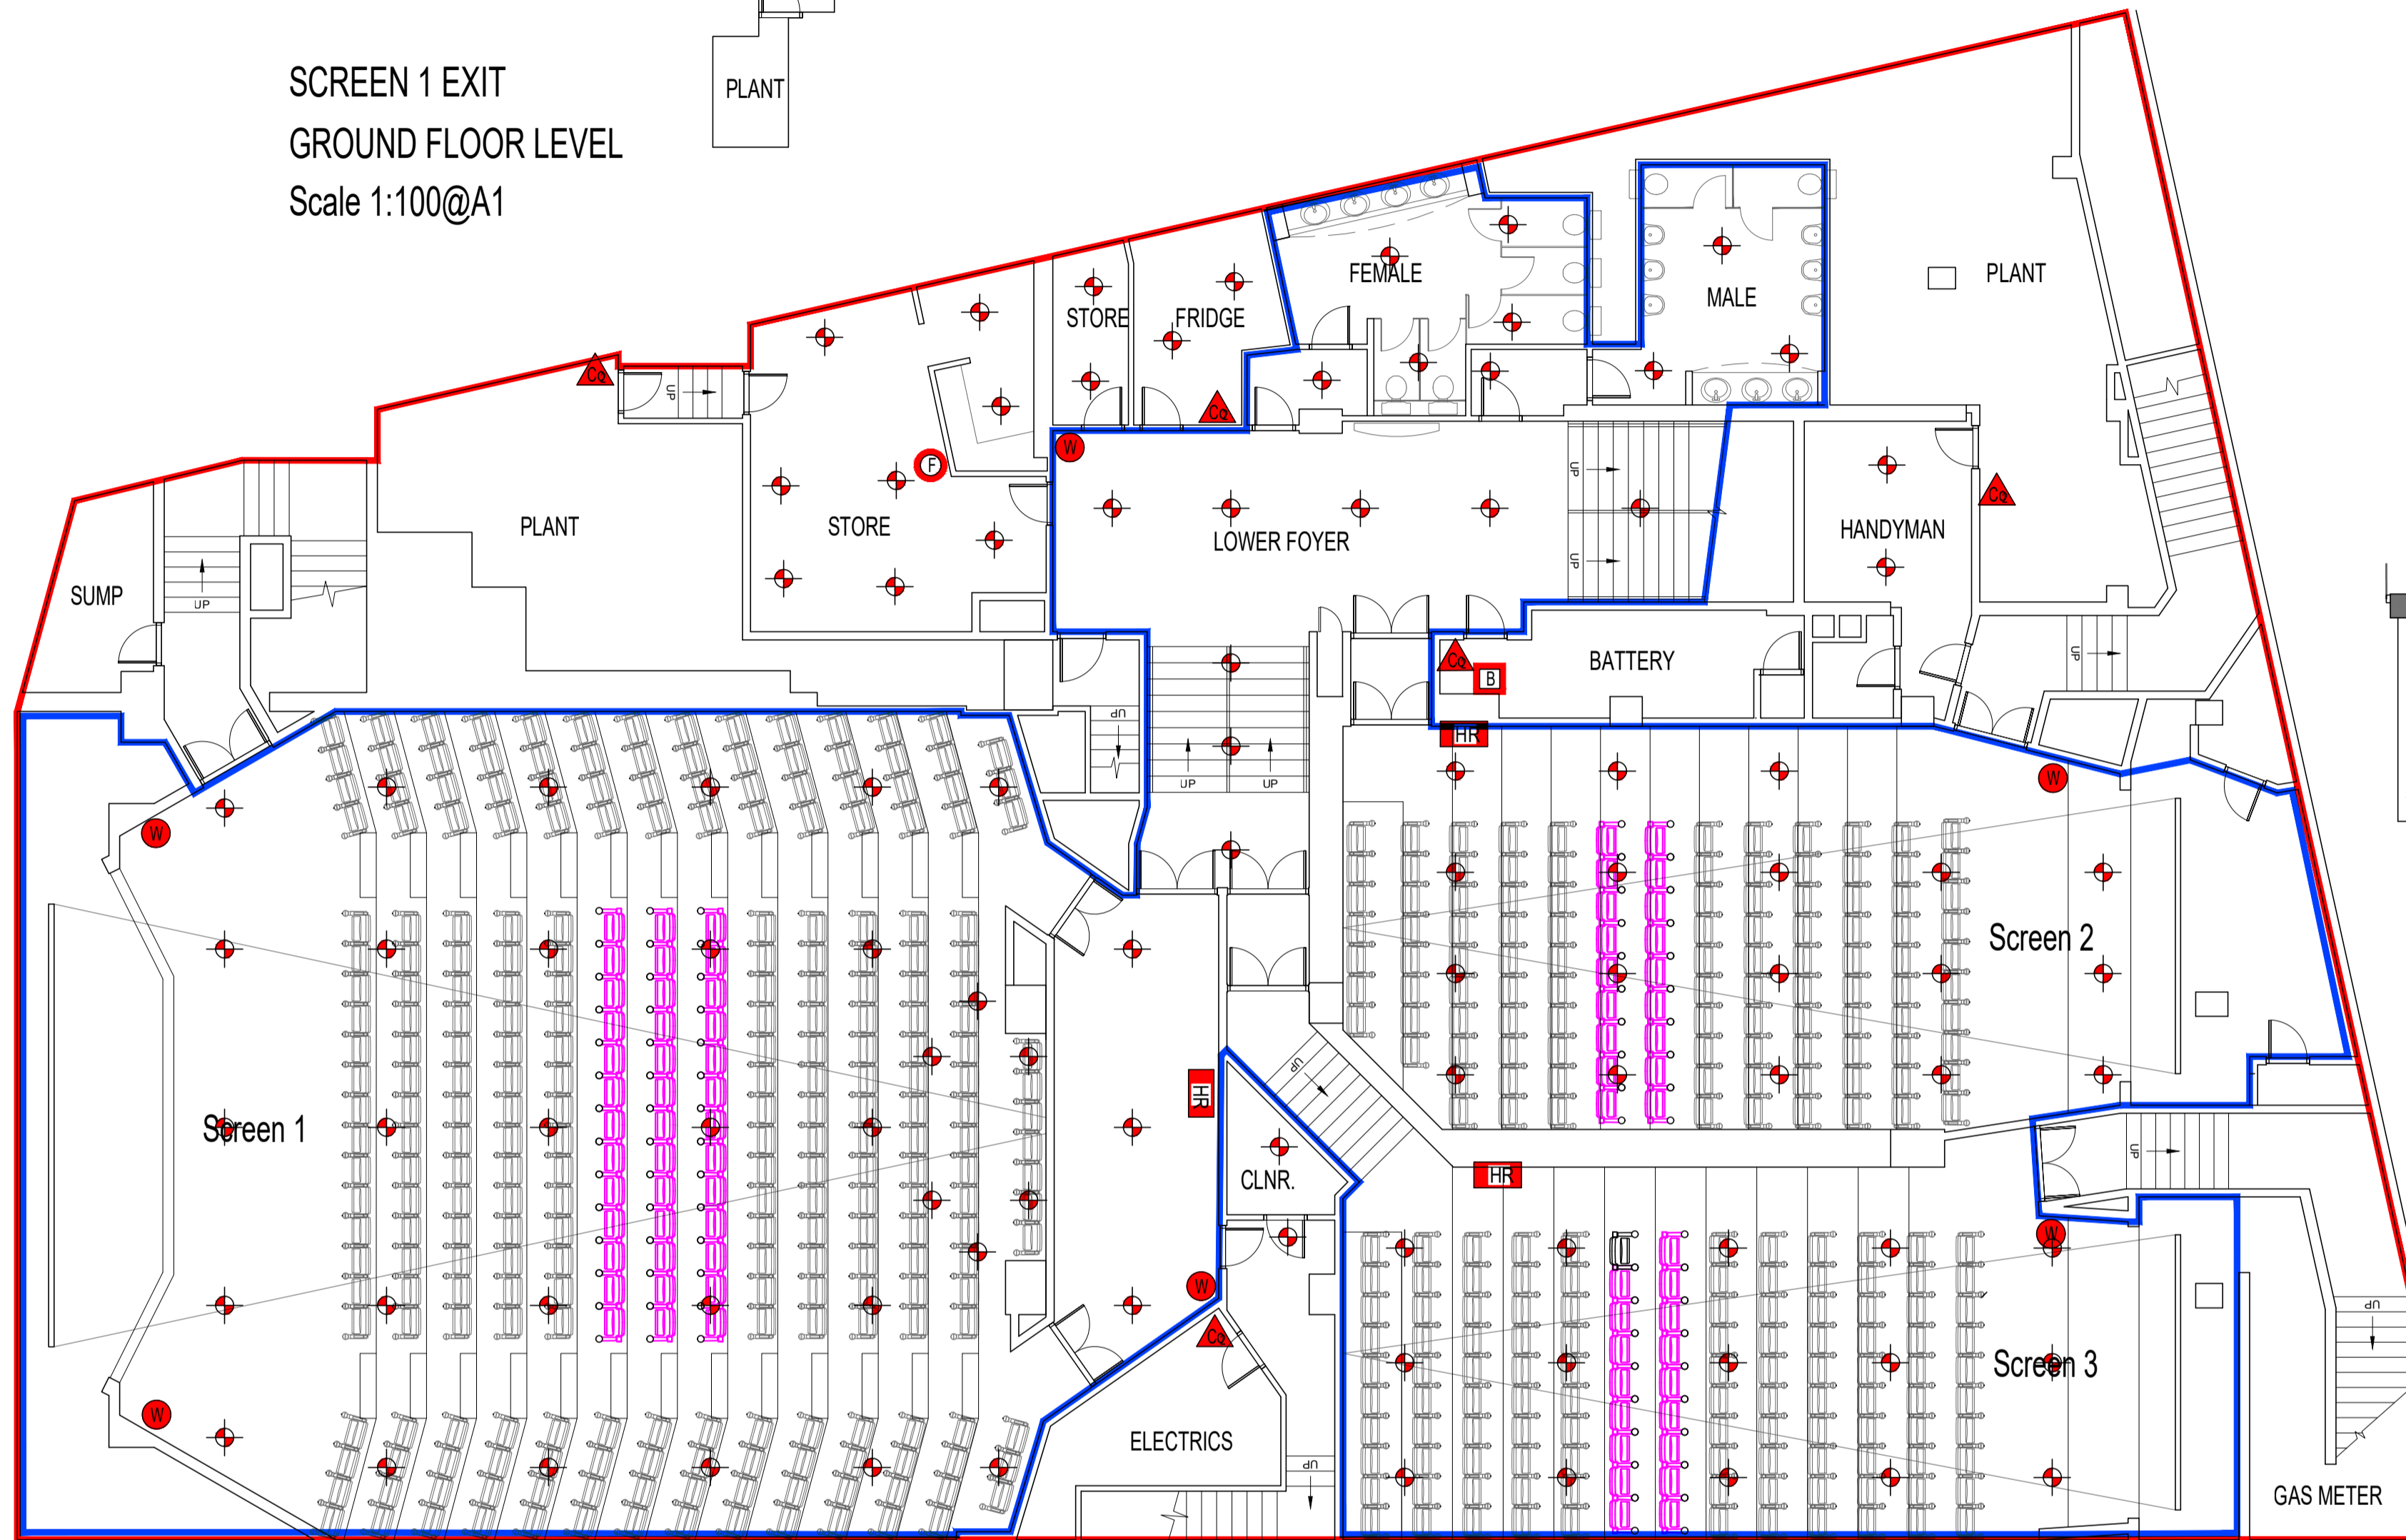 SCREEN 1 EXIT
GROUND FLOOR LEVEL
Scale 1:100@A1
PLANT
FEMALE
MALE
PLANT
STORE
FRIDGE
UP
W
F
UP
PLANT
STORE
LOWER FOYER
UP
HANDYMAN
SUMP
UP
BATTERY
B
UP
UP
UP
UP
HR
W
W
Screen 2
UP
HR
Screen 1
CLNR.
HR
UP
W
W
Screen 3
UP
W
ELECTRICS
UP
GAS METER